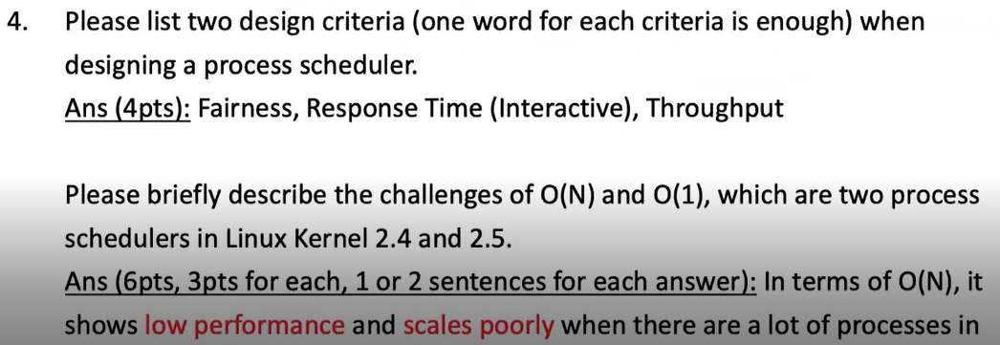 4. Please list two design criteria (one word for each criteria is enough) when
designing a process scheduler.
Ans (4pts): Fairness, Response Time (Interactive), Throughput
Please briefly describe the challenges of O(N) and O(1), which are two process
schedulers in Linux Kernel 2.4 and 2.5.
Ans (6pts, 3pts for each, 1 or 2 sentences for each answer): In terms of O(N), it
shows low performance and scales poorly when there are a lot of processes in